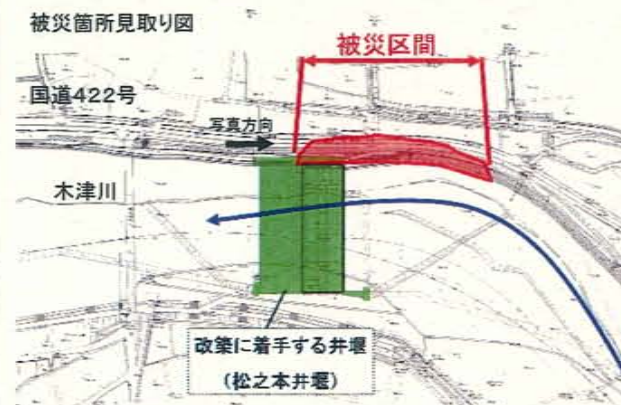 被災箇所見取り図
被災区間
国道422号
写真方向
木津川
改築に着手する井堰
(松之本井堰)